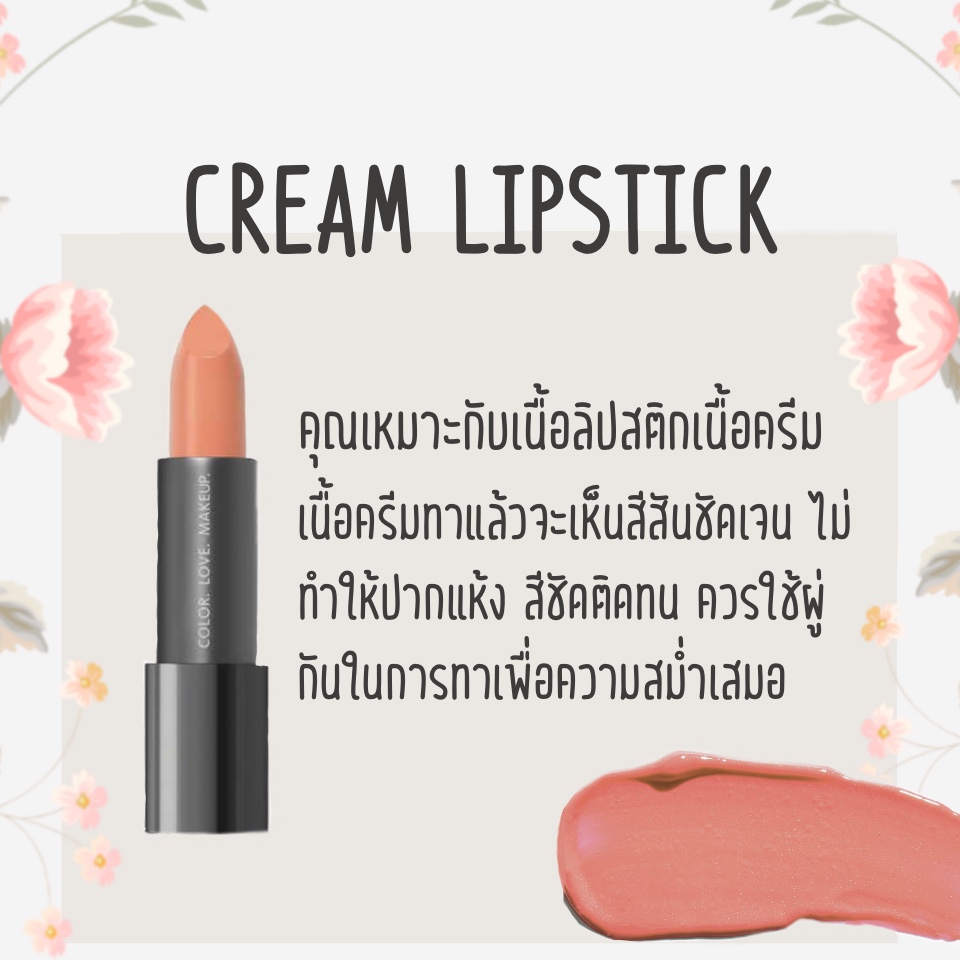 CREAM LIPSTICK
COLOR. LOVE. MAKEUP.
คุณเหมาะกับเนื้อลิปสติกเนื้อครีม
เนื้อครีมทาแล้วจะเห็นสีสันชัดเจน ไม่
ทำให้ปากแห้ง สีชัดติดทน ควรใช้ผู่
กันในการทาเพื่อความสม่ำเสมอ